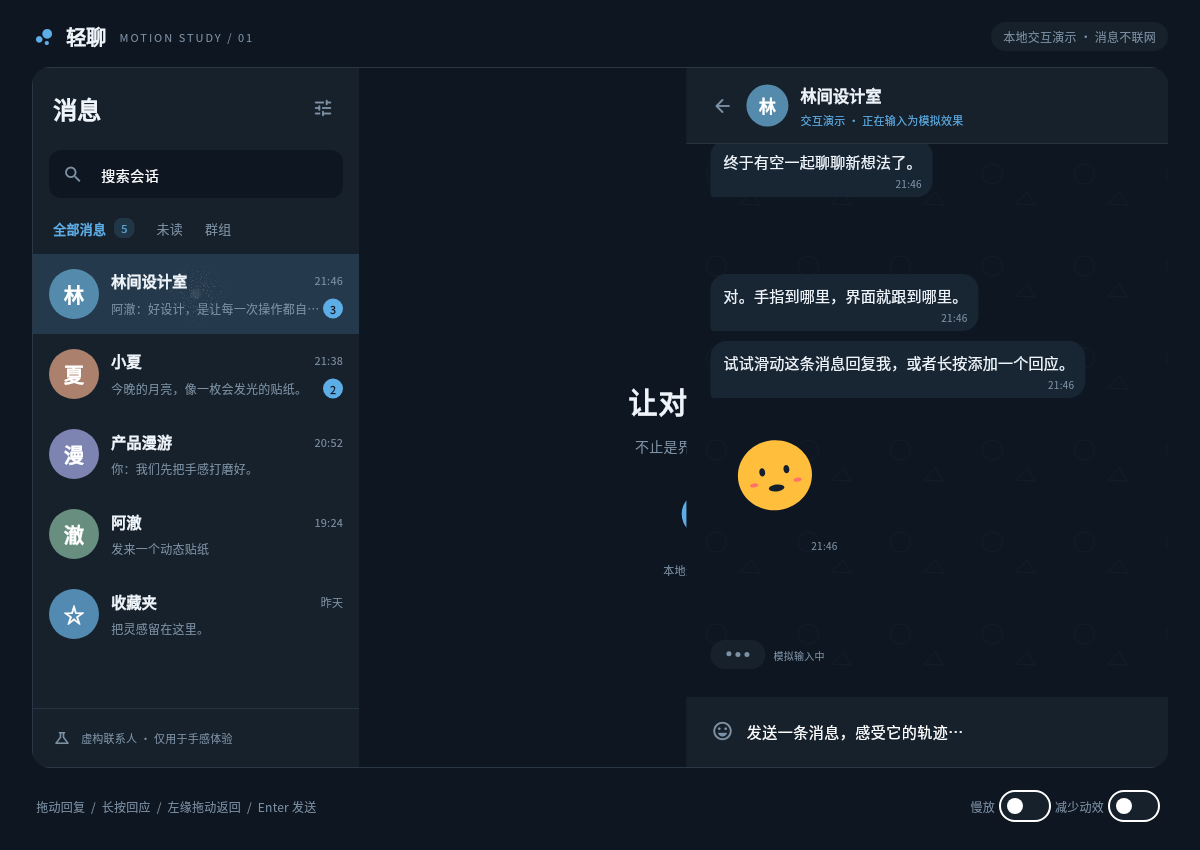 轻聊 MOTION STUDY / 01
本地交互演示 · 消息不联网
消息
搜索会话
全部消息 5 未读 群组
林 林间设计室 21:46
阿澈：好设计，是让每一次操作都自… 3
夏 小夏 21:38
今晚的月亮，像一枚会发光的贴纸。 2
漫 产品漫游 20:52
你：我们先把手感打磨好。
澈 阿澈 19:24
发来一个动态贴纸
收藏夹 昨天
把灵感留在这里。
虚构联系人 · 仅用于手感体验
让对
不止是界
本地
林 林间设计室
交互演示 · 正在输入为模拟效果
终于有空一起聊聊新想法了。
21:46
对。手指到哪里，界面就跟到哪里。
21:46
试试滑动这条消息回复我，或者长按添加一个回应。
21:46
21:46
模拟输入中
发送一条消息，感受它的轨迹…
拖动回复 / 长按回应 / 左缘拖动返回 / Enter 发送
慢放 减少动效